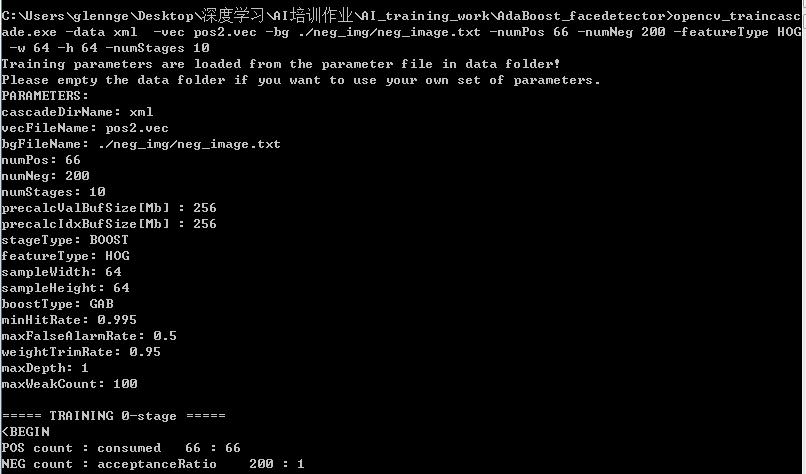 C:\Users\glennge\Desktop\深度学习\AI培训作业\AI_training_work\AdaBoost_facedetector>opencv_traincasc
ade.exe -data xml  -vec pos2.vec -bg ./neg_img/neg_image.txt -numPos 66 -numNeg 200 -featureType HOG
 -w 64 -h 64 -numStages 10
Training parameters are loaded from the parameter file in data folder!
Please empty the data folder if you want to use your own set of parameters.
PARAMETERS:
cascadeDirName: xml
vecFileName: pos2.vec
bgFileName: ./neg_img/neg_image.txt
numPos: 66
numNeg: 200
numStages: 10
precalcValBufSize[Mb] : 256
precalcIdxBufSize[Mb] : 256
stageType: BOOST
featureType: HOG
sampleWidth: 64
sampleHeight: 64
boostType: GAB
minHitRate: 0.995
maxFalseAlarmRate: 0.5
weightTrimRate: 0.95
maxDepth: 1
maxWeakCount: 100
===== TRAINING 0-stage =====
<BEGIN
POS count : consumed   66 : 66
NEG count : acceptanceRatio    200 : 1